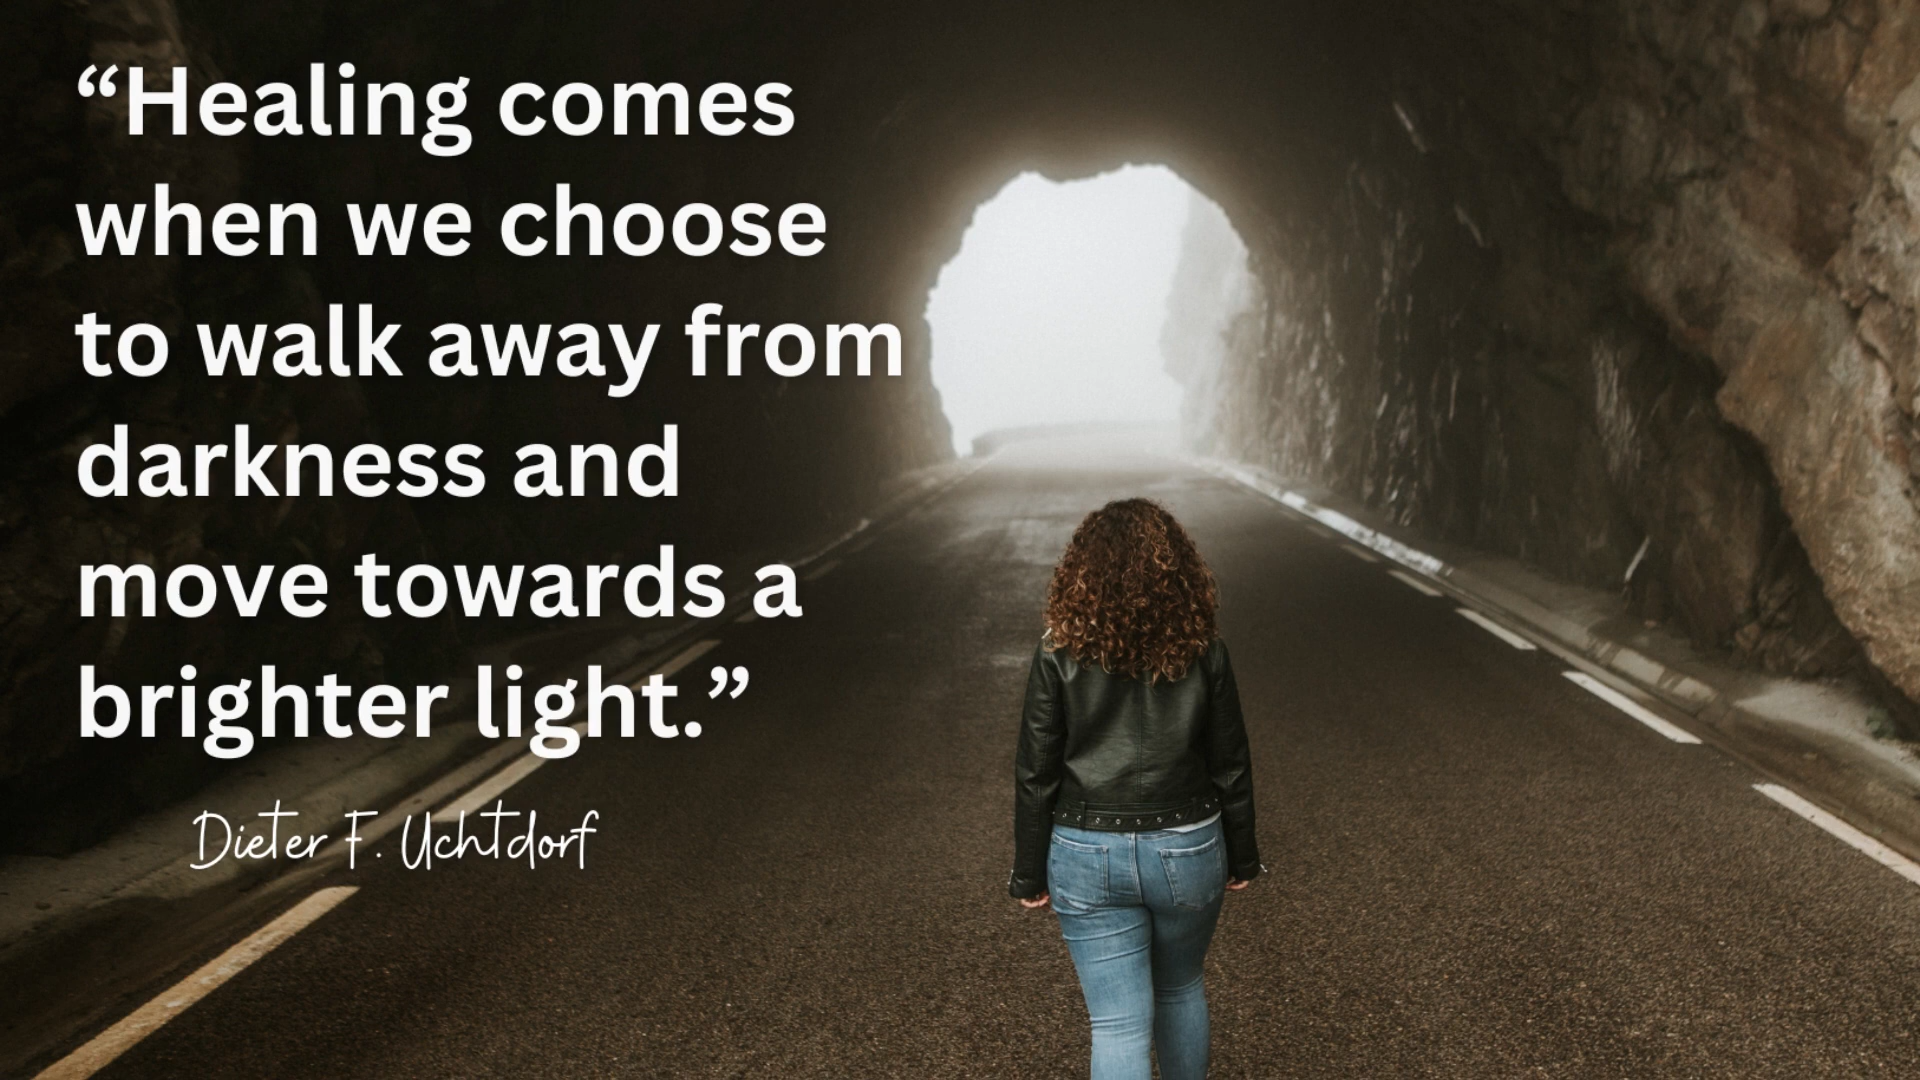 “Healing comes
when we choose
to walk away from
darkness and
move towards a
brighter light.”
Dieter F. Uchtdorf